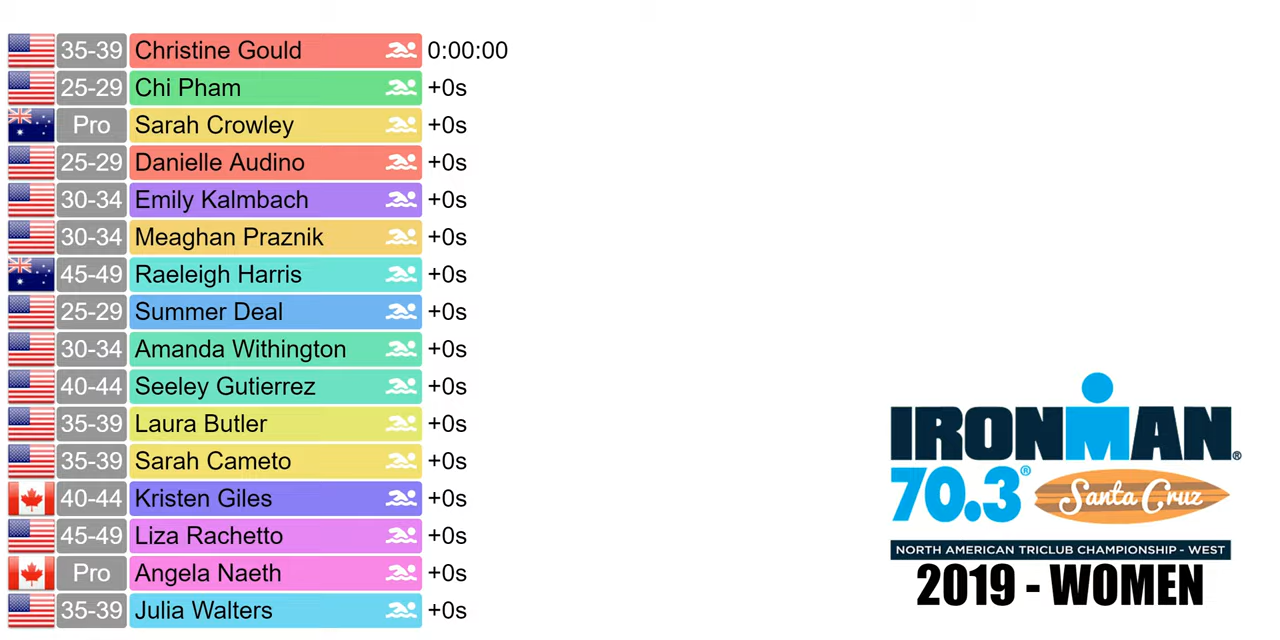 35-39 Christine Gould 0:00:00
25-29 Chi Pham +0s
Pro Sarah Crowley +0s
25-29 Danielle Audino +0s
30-34 Emily Kalmbach +0s
30-34 Meaghan Praznik +0s
45-49 Raeleigh Harris +0s
25-29 Summer Deal +0s
30-34 Amanda Withington +0s
40-44 Seeley Gutierrez +0s
35-39 Laura Butler +0s
35-39 Sarah Cameto +0s
40-44 Kristen Giles +0s
45-49 Liza Rachetto +0s
Pro Angela Naeth +0s
35-39 Julia Walters +0s
IRONMAN®
70.3® Santa Cruz
NORTH AMERICAN TRICLUB CHAMPIONSHIP - WEST
2019 - WOMEN